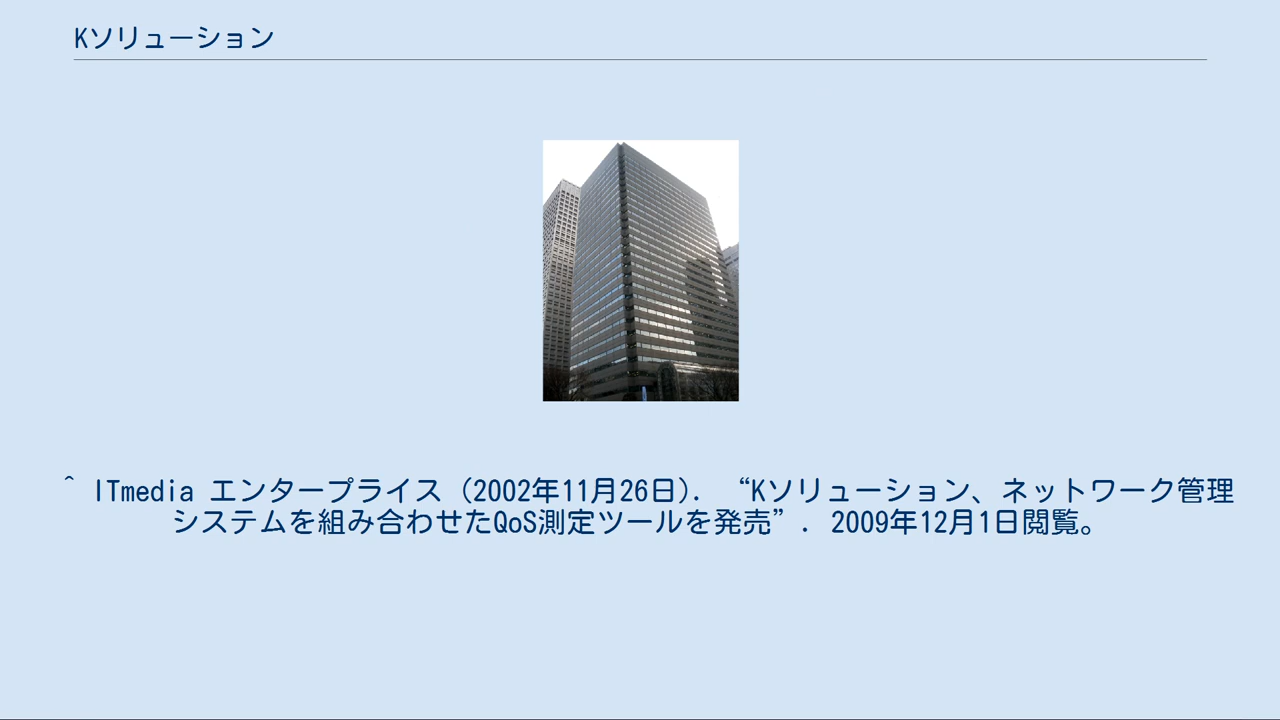 Kソリューション
^ ITmedia エンタープライス (2002年11月26日). “Kソリューション、ネットワーク管理
システムを組み合わせたQoS測定ツールを発売”. 2009年12月1日閲覧。